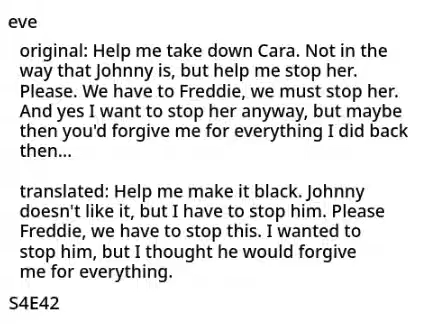 eve
original: Help me take down Cara. Not in the
way that Johnny is, but help me stop her.
Please. We have to Freddie, we must stop her.
And yes I want to stop her anyway, but maybe
then you'd forgive me for everything I did back
then...
translated: Help me make it black. Johnny
doesn't like it, but I have to stop him. Please
Freddie, we have to stop this. I wanted to
stop him, but I thought he would forgive
me for everything.
S4E42